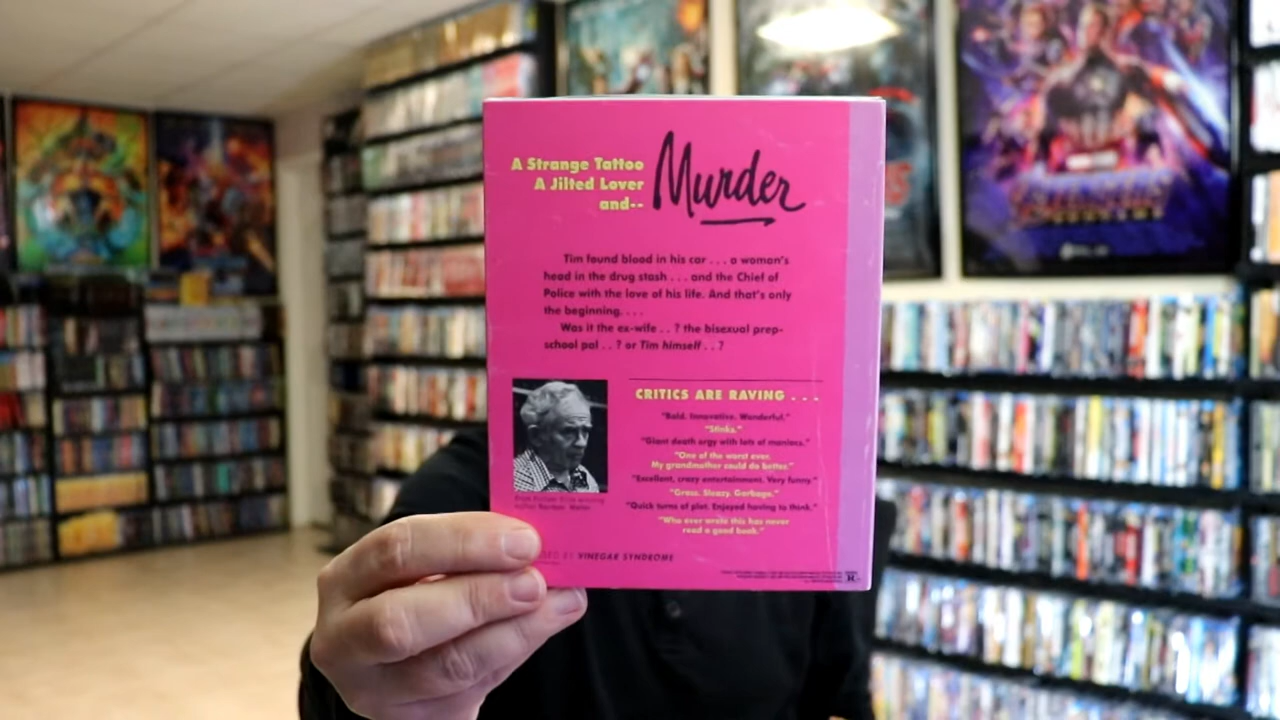 A Strange Tattoo
A Jilted Lover
and--
Murder
Tim found blood in his car . . . a woman's
head in the drug stash . . . and the Chief of
Police with the love of his life. And that's only
the beginning. . . .
Was it the ex-wife . . ? the bisexual prep-
school pal . . ? or Tim himself . . ?
CRITICS ARE RAVING . . .
"Bold. Innovative. Wonderful."
"Stinks."
"Giant death orgy with lots of maniacs."
"One of the worst ever.
My grandmother could do better."
"Excellent, crazy entertainment. Very funny."
"Gross. Sleazy. Garbage."
"Quick turns of plot. Enjoyed having to think."
"Who ever wrote this has never
read a good book."
BY VINEGAR SYNDROME
R